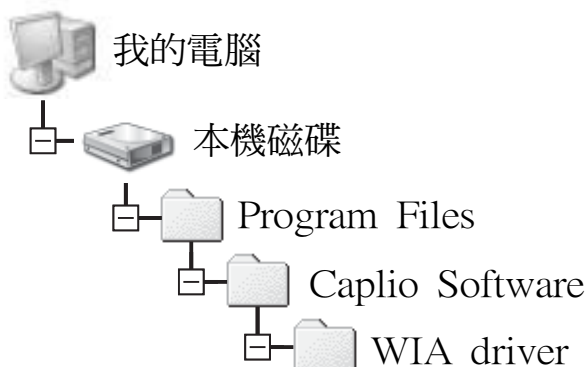 我的電腦
本機磁碟
Program Files
Caplio Software
WIA driver